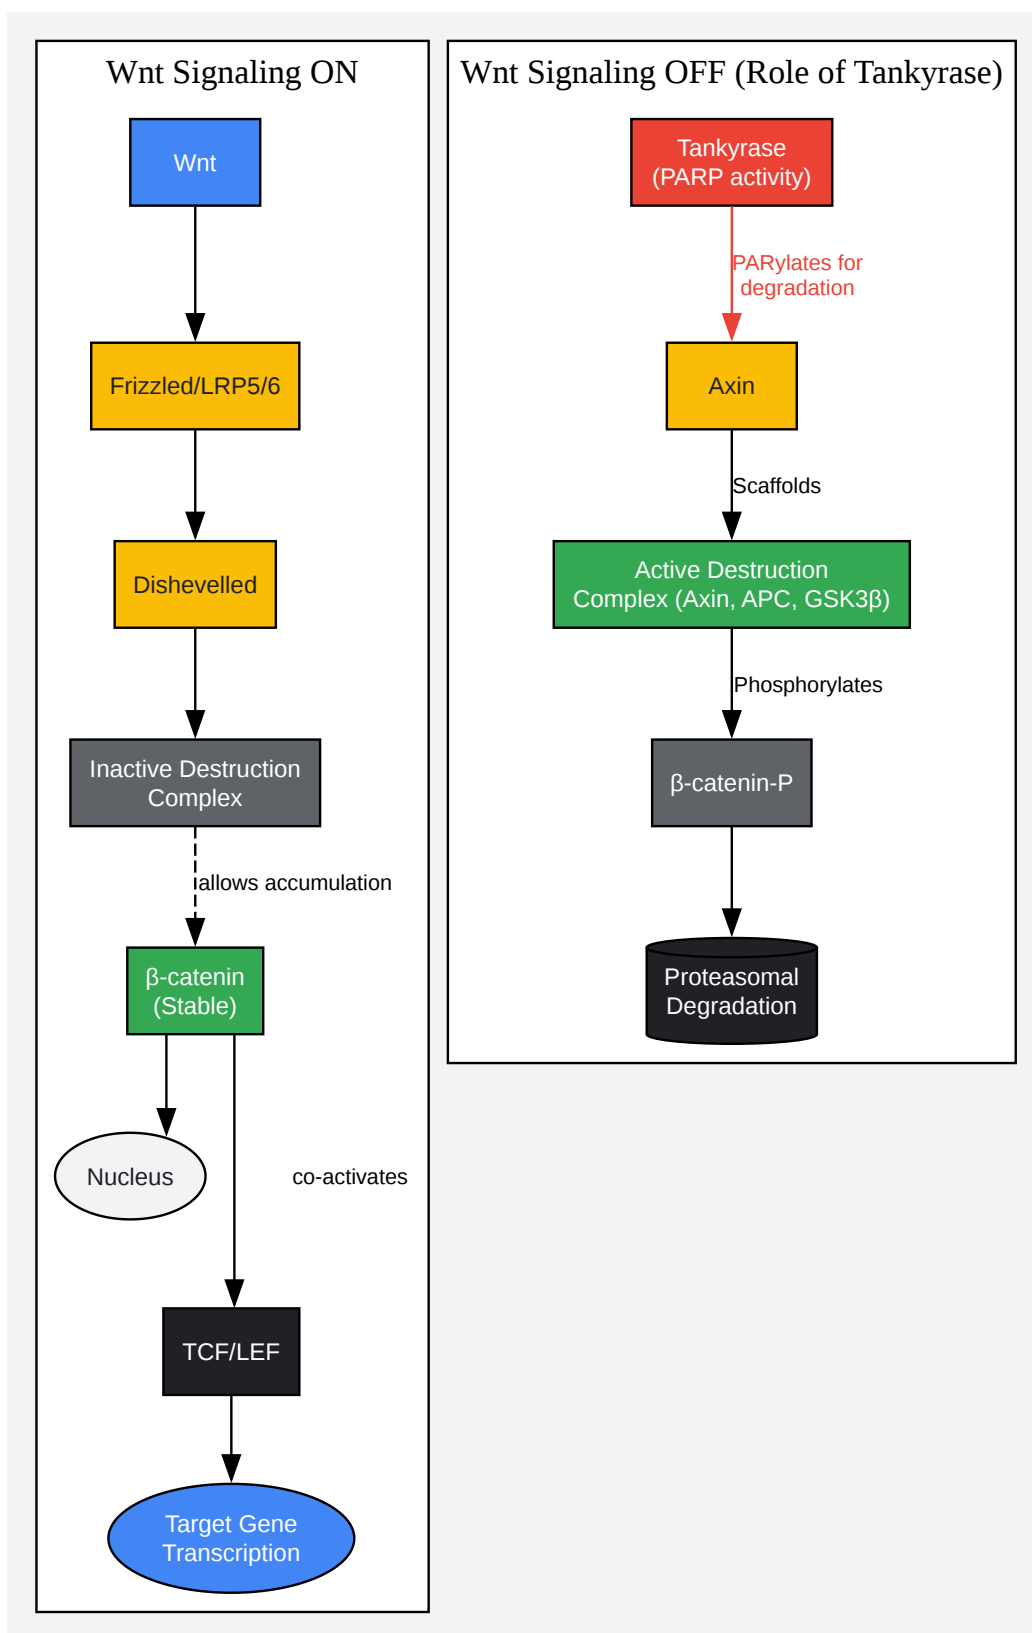 Wnt Signaling ON
Wnt
Frizzled/LRP5/6
Dishevelled
Inactive Destruction
Complex
allows accumulation
β-catenin
(Stable)
Nucleus
co-activates
TCF/LEF
Target Gene
Transcription
Wnt Signaling OFF (Role of Tankyrase)
Tankyrase
(PARP activity)
PARylates for
degradation
Axin
Scaffolds
Active Destruction
Complex (Axin, APC, GSK3β)
Phosphorylates
β-catenin-P
Proteasomal
Degradation